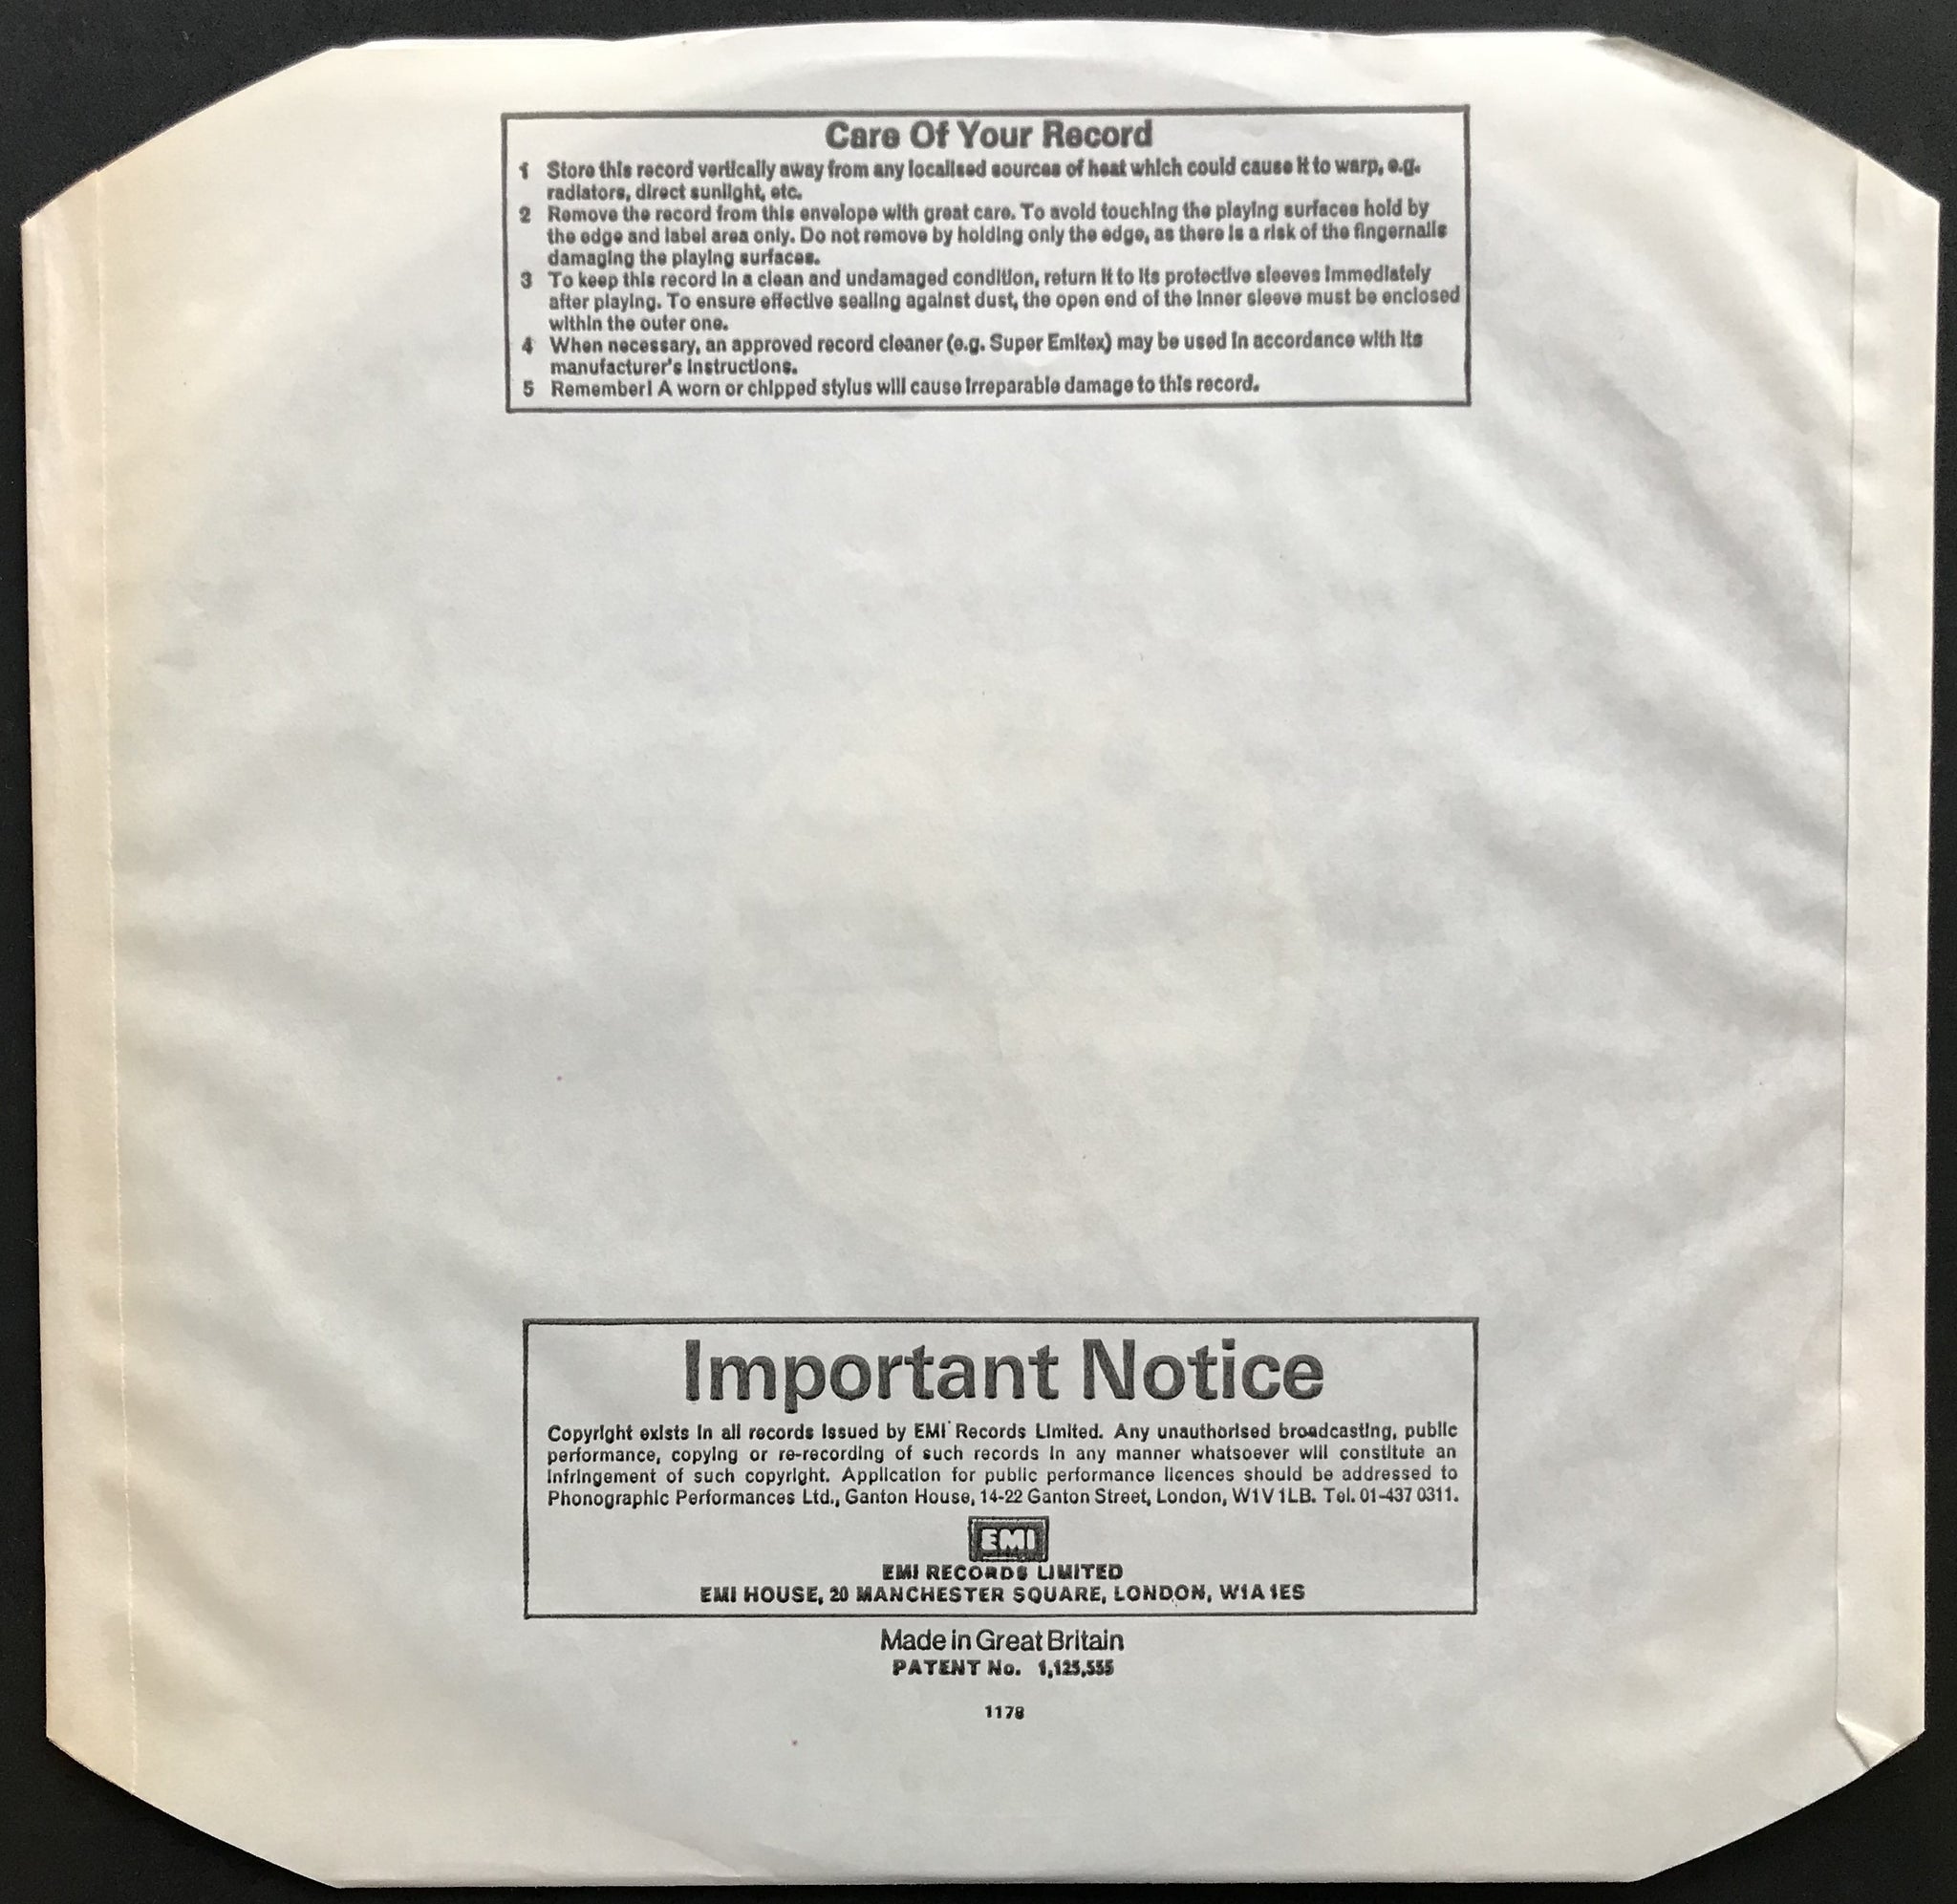 Care Of Your Record
1 Store this record vertically away from any localised sources of heat which could cause it to warp, e.g.
radiators, direct sunlight, etc.
2 Remove the record from this envelope with great care. To avoid touching the playing surfaces hold by
the edge and label area only. Do not remove by holding only the edge, as there is a risk of the fingernails
damaging the playing surfaces.
3 To keep this record in a clean and undamaged condition, return it to its protective sleeves immediately
after playing. To ensure effective sealing against dust, the open end of the inner sleeve must be enclosed
within the outer one.
4 When necessary, an approved record cleaner (e.g. Super Emitex) may be used in accordance with its
manufacturer's instructions.
5 Remember! A worn or chipped stylus will cause irreparable damage to this record.
Important Notice
Copyright exists in all records issued by EMI Records Limited. Any unauthorised broadcasting, public
performance, copying or re-recording of such records in any manner whatsoever will constitute an
infringement of such copyright. Application for public performance licences should be addressed to
Phonographic Performances Ltd., Ganton House, 14-22 Ganton Street, London, W1V 1LB. Tel. 01-437 0311.
EMI
EMI RECORDS LIMITED
EMI HOUSE, 20 MANCHESTER SQUARE, LONDON, W1A 1ES
Made in Great Britain
PATENT No. 1,125,555
1178